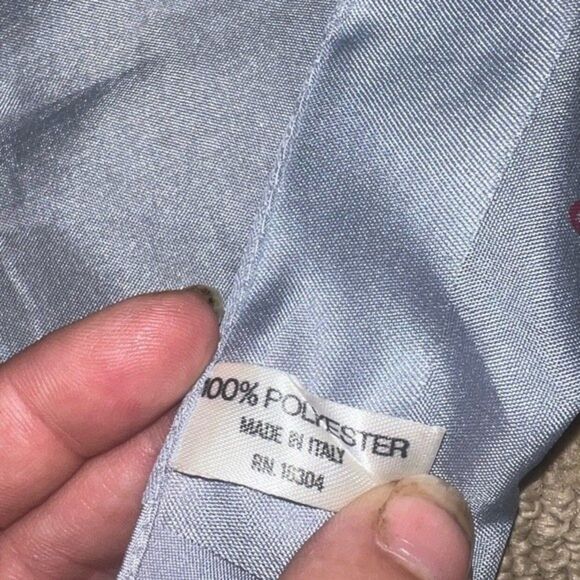 100% POLYESTER
MADE IN ITALY
RN. 16304